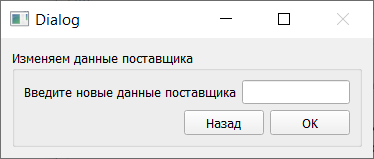 Dialog
Изменяем данные поставщика
Введите новые данные поставщика
Назад OK